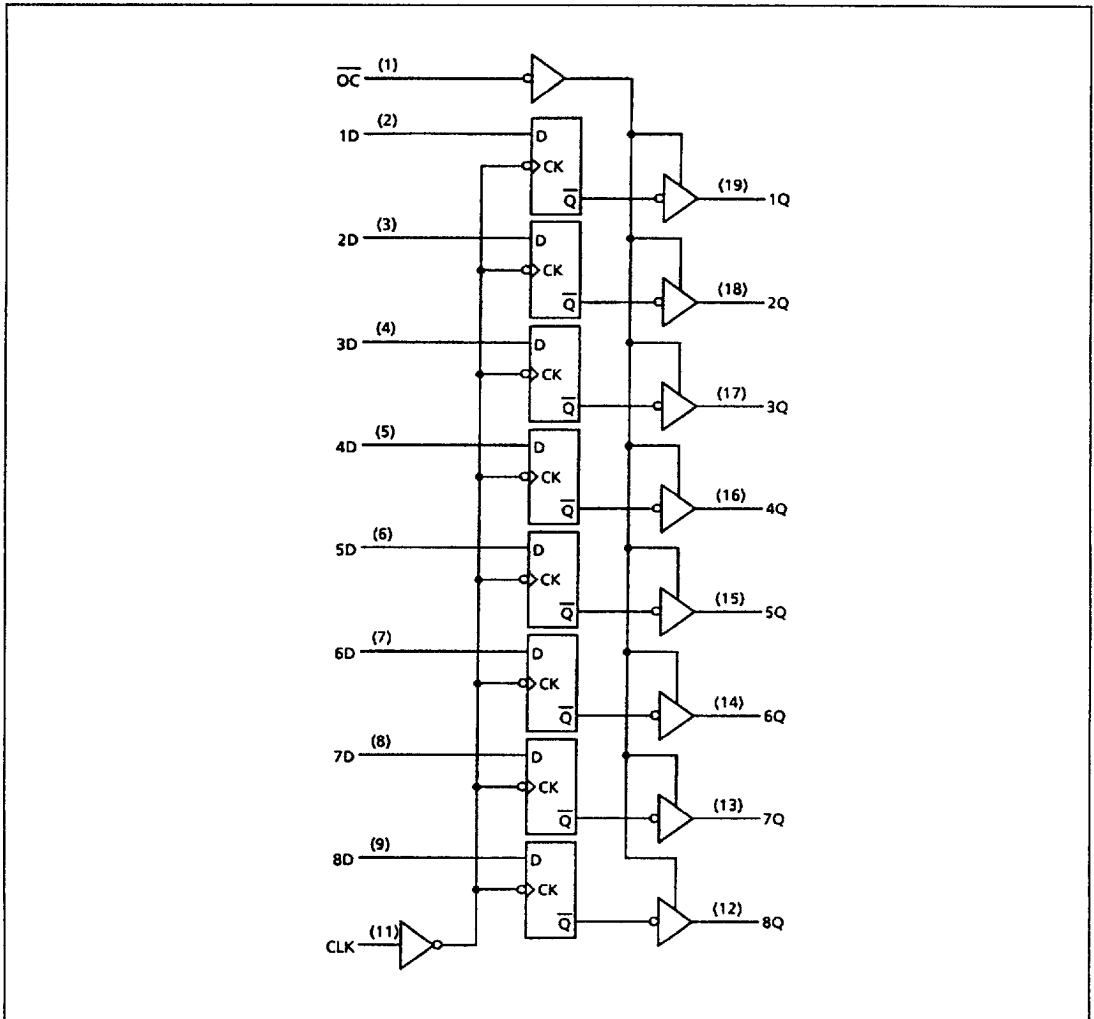 O̅C̅ (1)
1D (2) D
CK
Q̅ (19) 1Q
2D (3) D
CK
Q̅ (18) 2Q
3D (4) D
CK
Q̅ (17) 3Q
4D (5) D
CK
Q̅ (16) 4Q
5D (6) D
CK
Q̅ (15) 5Q
6D (7) D
CK
Q̅ (14) 6Q
7D (8) D
CK
Q̅ (13) 7Q
8D (9) D
CK
Q̅ (12) 8Q
CLK (11)